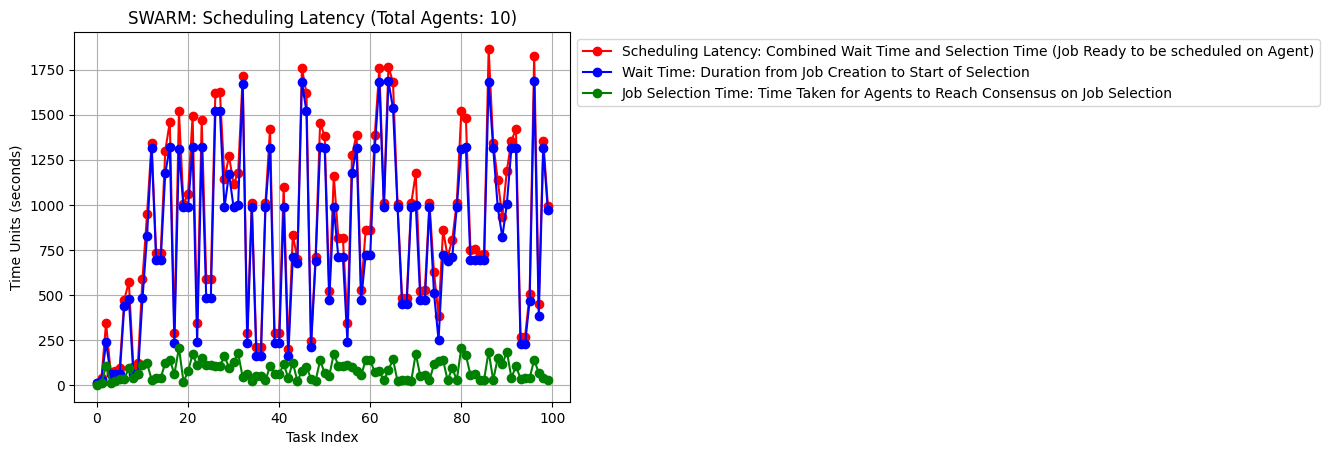 SWARM: Scheduling Latency (Total Agents: 10)
Scheduling Latency: Combined Wait Time and Selection Time (Job Ready to be scheduled on Agent)
Wait Time: Duration from Job Creation to Start of Selection
Job Selection Time: Time Taken for Agents to Reach Consensus on Job Selection
Time Units (seconds)
1750
1500
1250
1000
750
500
250
0
0 20 40 60 80 100
Task Index